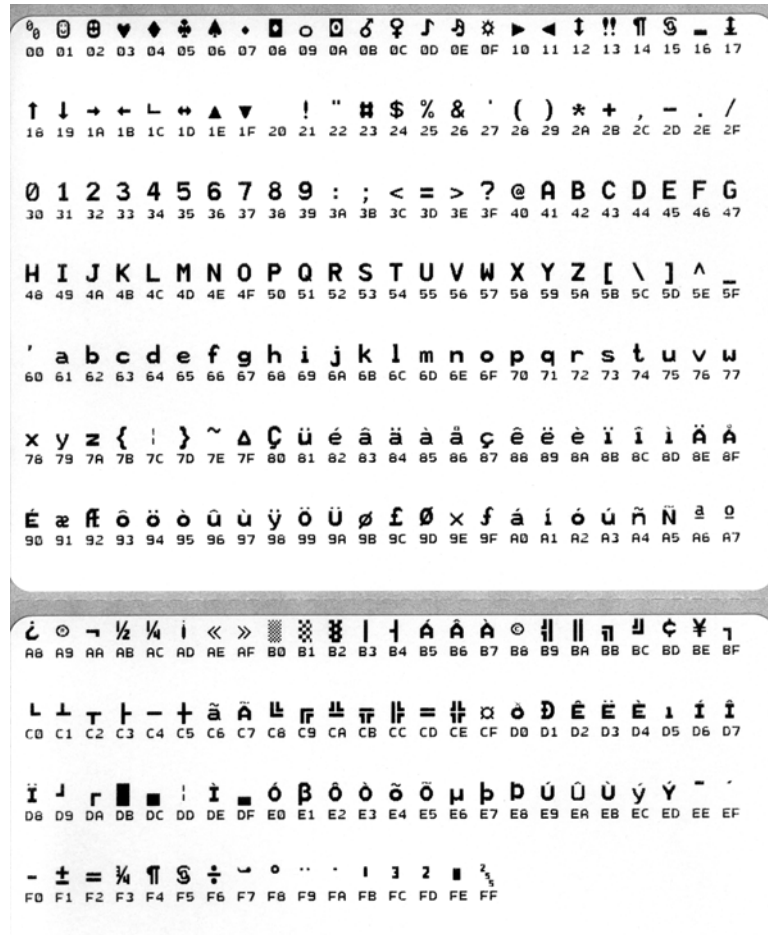 ⁰₀ ☺ ☻ ♥ ♦ ♣ ♠ • ◘ ○ ◙ ♂ ♀ ♪ ♫ ☼ ► ◄ ↕ ‼ ¶ § ▬ ↨
00 01 02 03 04 05 06 07 08 09 0A 0B 0C 0D 0E 0F 10 11 12 13 14 15 16 17
↑ ↓ → ← ∟ ↔ ▲ ▼ ! " # $ % & ' ( ) * + , - . /
18 19 1A 1B 1C 1D 1E 1F 20 21 22 23 24 25 26 27 28 29 2A 2B 2C 2D 2E 2F
0 1 2 3 4 5 6 7 8 9 : ; < = > ? @ A B C D E F G
30 31 32 33 34 35 36 37 38 39 3A 3B 3C 3D 3E 3F 40 41 42 43 44 45 46 47
H I J K L M N O P Q R S T U V W X Y Z [ \ ] ^ _
48 49 4A 4B 4C 4D 4E 4F 50 51 52 53 54 55 56 57 58 59 5A 5B 5C 5D 5E 5F
' a b c d e f g h i j k l m n o p q r s t u v w
60 61 62 63 64 65 66 67 68 69 6A 6B 6C 6D 6E 6F 70 71 72 73 74 75 76 77
x y z { ¦ } ~ ∆ Ç ü é â ä à å ç ê ë è ï î ì Ä Å
78 79 7A 7B 7C 7D 7E 7F 80 81 82 83 84 85 86 87 88 89 8A 8B 8C 8D 8E 8F
É æ Æ ô ö ò û ù ÿ Ö Ü ø £ Ø × ƒ á í ó ú ñ Ñ ª º
90 91 92 93 94 95 96 97 98 99 9A 9B 9C 9D 9E 9F A0 A1 A2 A3 A4 A5 A6 A7
¿ ⊙ ¬ ½ ¼ ¡ « » ░ ▒ ▓ │ ┤ Á Â À © ╣ ║ ╗ ╝ ¢ ¥ ┐
A8 A9 AA AB AC AD AE AF B0 B1 B2 B3 B4 B5 B6 B7 B8 B9 BA BB BC BD BE BF
└ ┴ ┬ ├ ─ ┼ ã Ã ╚ ╔ ╩ ╦ ╠ ═ ╬ ¤ ð Ð Ê Ë È ı Í Î
C0 C1 C2 C3 C4 C5 C6 C7 C8 C9 CA CB CC CD CE CF D0 D1 D2 D3 D4 D5 D6 D7
Ï ┘ ┌ █ ▄ ¦ Ì ▬ Ó β Ô Ò õ Õ µ þ Þ Ú Û Ù ý Ý ¯ ´
D8 D9 DA DB DC DD DE DF E0 E1 E2 E3 E4 E5 E6 E7 E8 E9 EA EB EC ED EE EF
- ± = ¾ ¶ § ÷ ⌣ ° ¨ · ı 3 2 ■ ²₅₅
F0 F1 F2 F3 F4 F5 F6 F7 F8 F9 FA FB FC FD FE FF